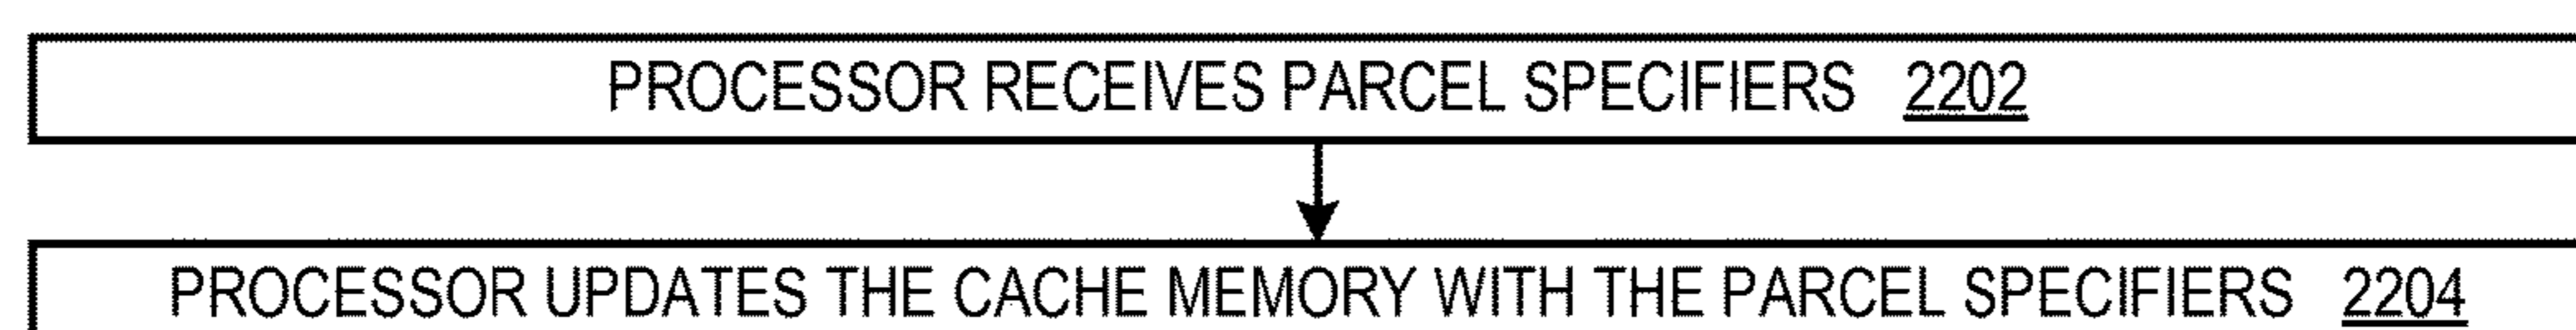 PROCESSOR RECEIVES PARCEL SPECIFIERS 2202
PROCESSOR UPDATES THE CACHE MEMORY WITH THE PARCEL SPECIFIERS 2204